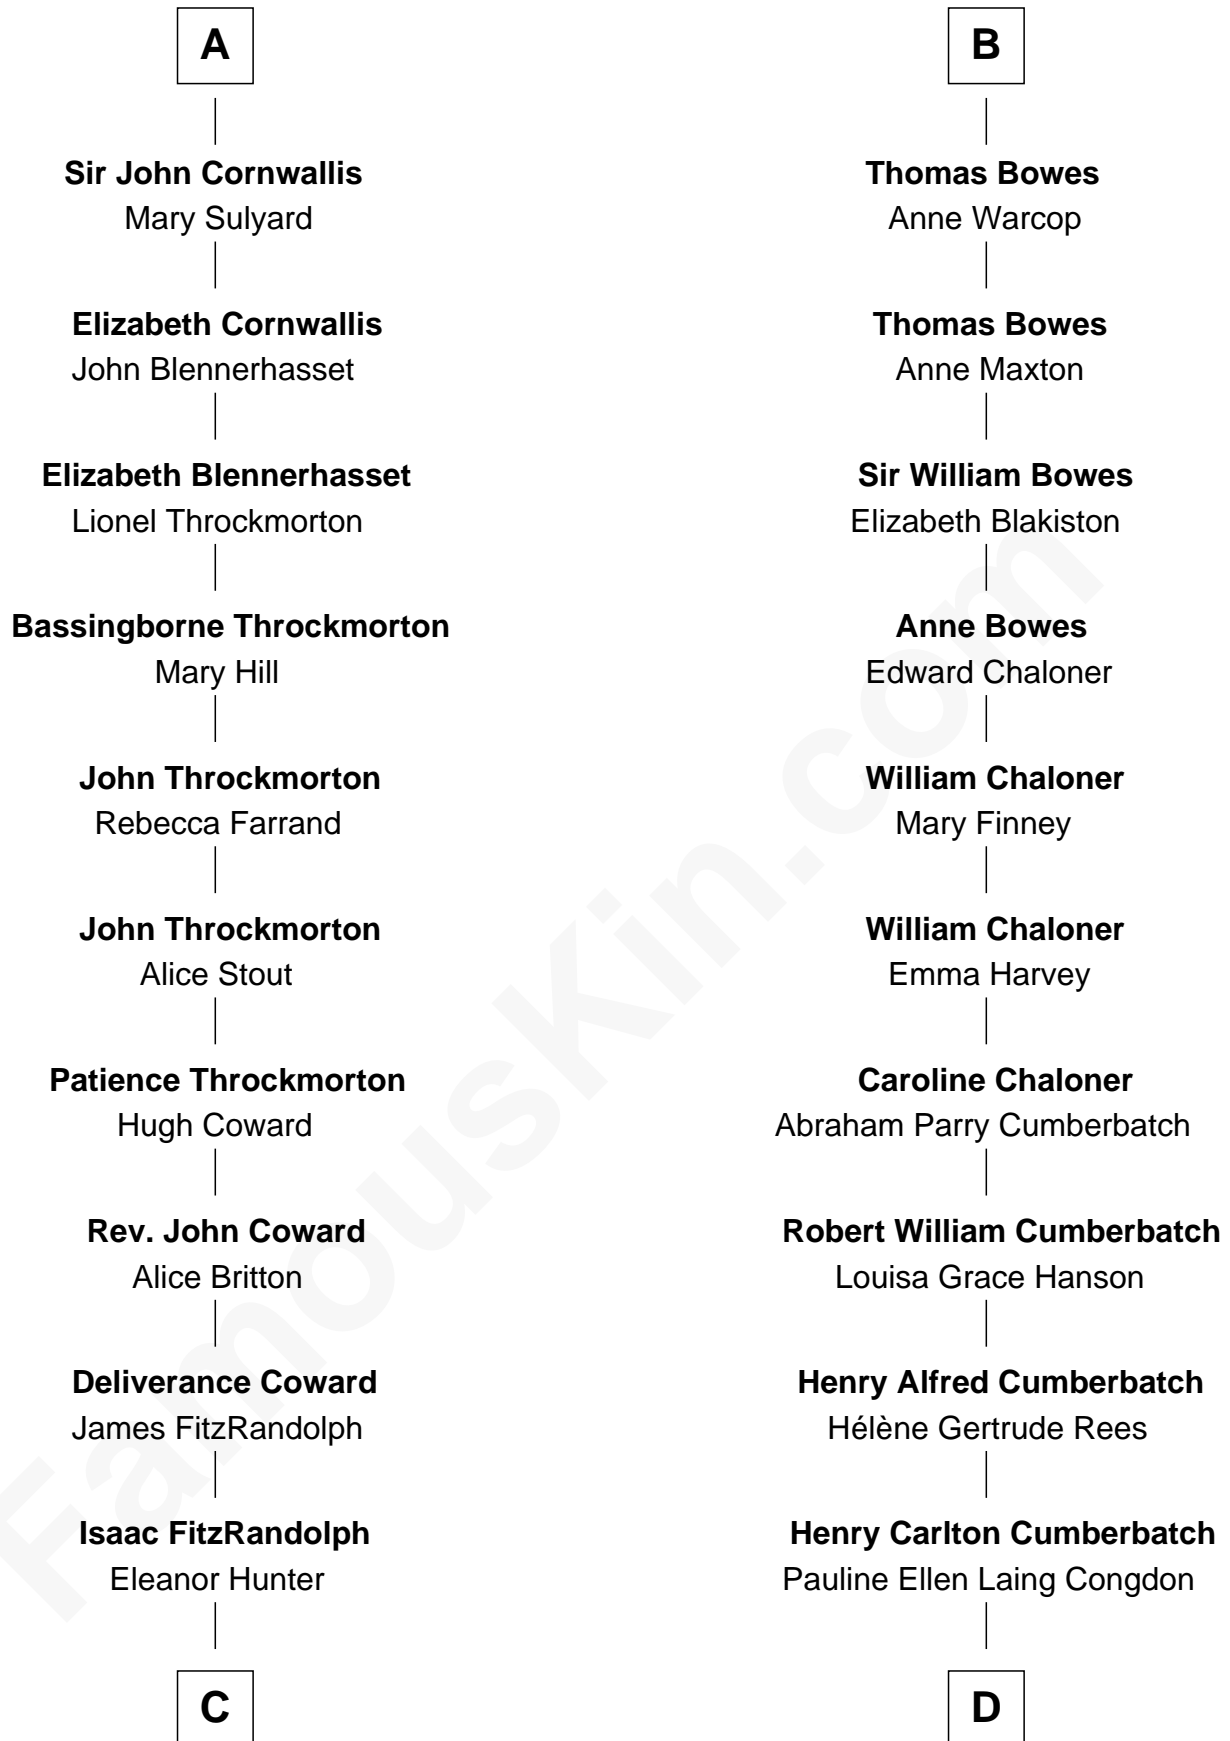 A
Sir John Cornwallis
Mary Sulyard
Elizabeth Cornwallis
John Blennerhasset
Elizabeth Blennerhasset
Lionel Throckmorton
Bassingborne Throckmorton
Mary Hill
John Throckmorton
Rebecca Farrand
John Throckmorton
Alice Stout
Patience Throckmorton
Hugh Coward
Rev. John Coward
Alice Britton
Deliverance Coward
James FitzRandolph
Isaac FitzRandolph
Eleanor Hunter
C
B
Thomas Bowes
Anne Warcop
Thomas Bowes
Anne Maxton
Sir William Bowes
Elizabeth Blakiston
Anne Bowes
Edward Chaloner
William Chaloner
Mary Finney
William Chaloner
Emma Harvey
Caroline Chaloner
Abraham Parry Cumberbatch
Robert William Cumberbatch
Louisa Grace Hanson
Henry Alfred Cumberbatch
Hélène Gertrude Rees
Henry Carlton Cumberbatch
Pauline Ellen Laing Congdon
D
FamousKin.com